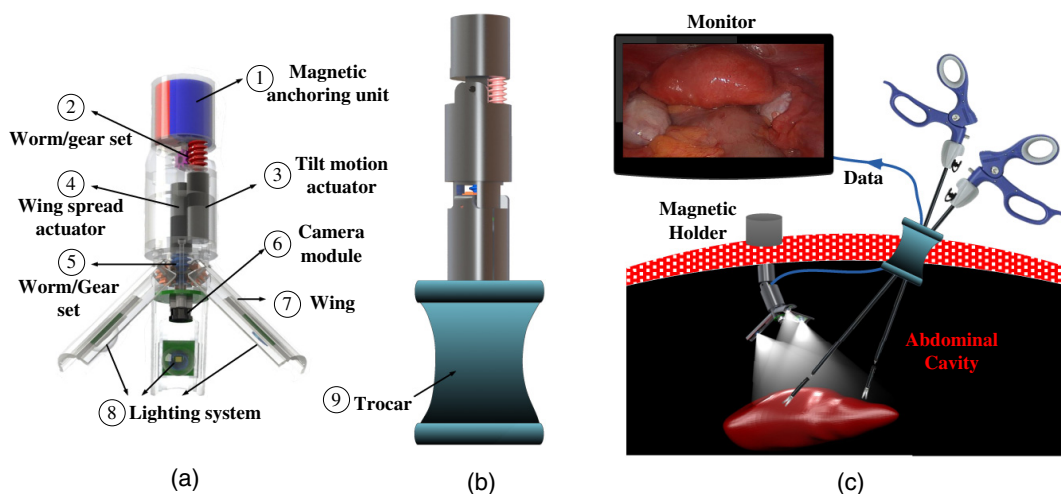 ①
Magnetic
anchoring unit
②
Worm/gear set
③
Tilt motion
actuator
④
Wing spread
actuator
⑤
Worm/Gear
set
⑥
Camera
module
⑦
Wing
⑧ Lighting system
(a)
⑨ Trocar
(b)
Monitor
Data
Magnetic
Holder
Abdominal
Cavity
(c)